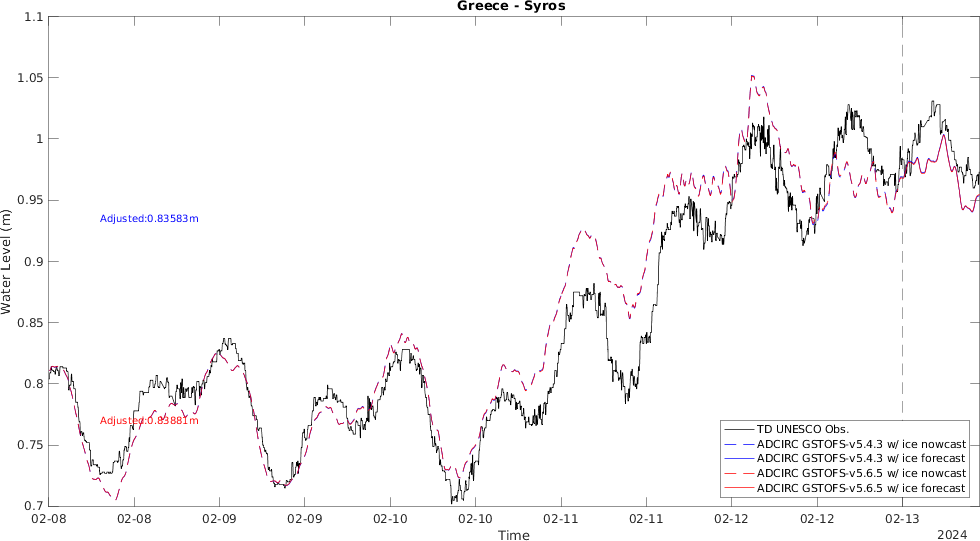 Greece - Syros
1.1
1.05
1
0.95
0.9
0.85
0.8
0.75
0.7
Water Level (m)
Adjusted:0.83583m
Adjusted:0.83881m
TD UNESCO Obs.
ADCIRC GSTOFS-v5.4.3 w/ ice nowcast
ADCIRC GSTOFS-v5.4.3 w/ ice forecast
ADCIRC GSTOFS-v5.6.5 w/ ice nowcast
ADCIRC GSTOFS-v5.6.5 w/ ice forecast
02-08 02-08 02-09 02-09 02-10 02-10 02-11 02-11 02-12 02-12 02-13
Time
2024